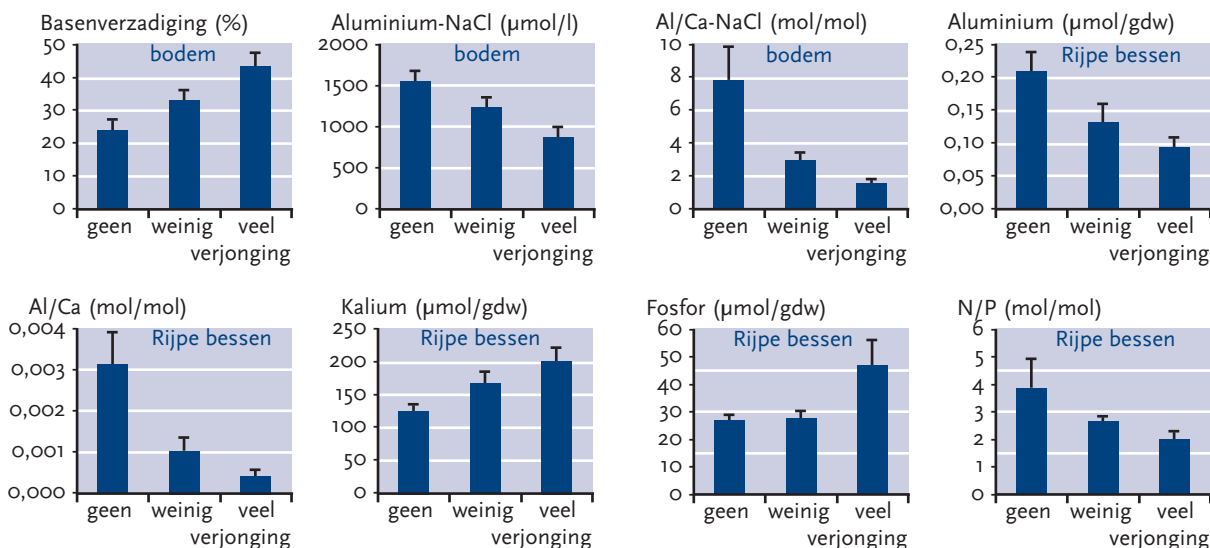 Basenverzadiging (%)
bodem
50
40
30
20
10
0
geen weinig veel
verjonging
Aluminium-NaCl (µmol/l)
bodem
2000
1500
1000
500
0
geen weinig veel
verjonging
Al/Ca-NaCl (mol/mol)
bodem
10
8
6
4
2
0
geen weinig veel
verjonging
Aluminium (µmol/gdw)
Rijpe bessen
0,25
0,20
0,15
0,10
0,05
0,00
geen weinig veel
verjonging
Al/Ca (mol/mol)
Rijpe bessen
0,004
0,003
0,002
0,001
0,000
geen weinig veel
verjonging
Kalium (µmol/gdw)
Rijpe bessen
250
200
150
100
50
0
geen weinig veel
verjonging
Fosfor (µmol/gdw)
Rijpe bessen
60
50
40
30
20
10
0
geen weinig veel
verjonging
N/P (mol/mol)
Rijpe bessen
6
5
4
3
2
1
0
geen weinig veel
verjonging